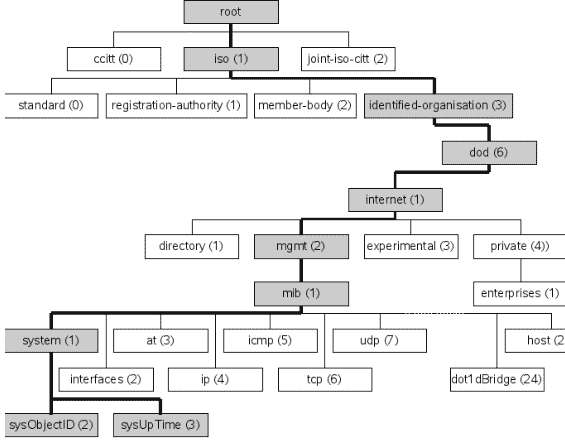 root
ccitt (0)
iso (1)
joint-iso-citt (2)
standard (0)
registration-authority (1)
member-body (2)
identified-organisation (3)
dod (6)
internet (1)
directory (1)
mgmt (2)
experimental (3)
private (4))
mib (1)
enterprises (1)
system (1)
at (3)
icmp (5)
udp (7)
host (2
interfaces (2)
ip (4)
tcp (6)
dot1dBridge (24)
sysObjectID (2)
sysUpTime (3)